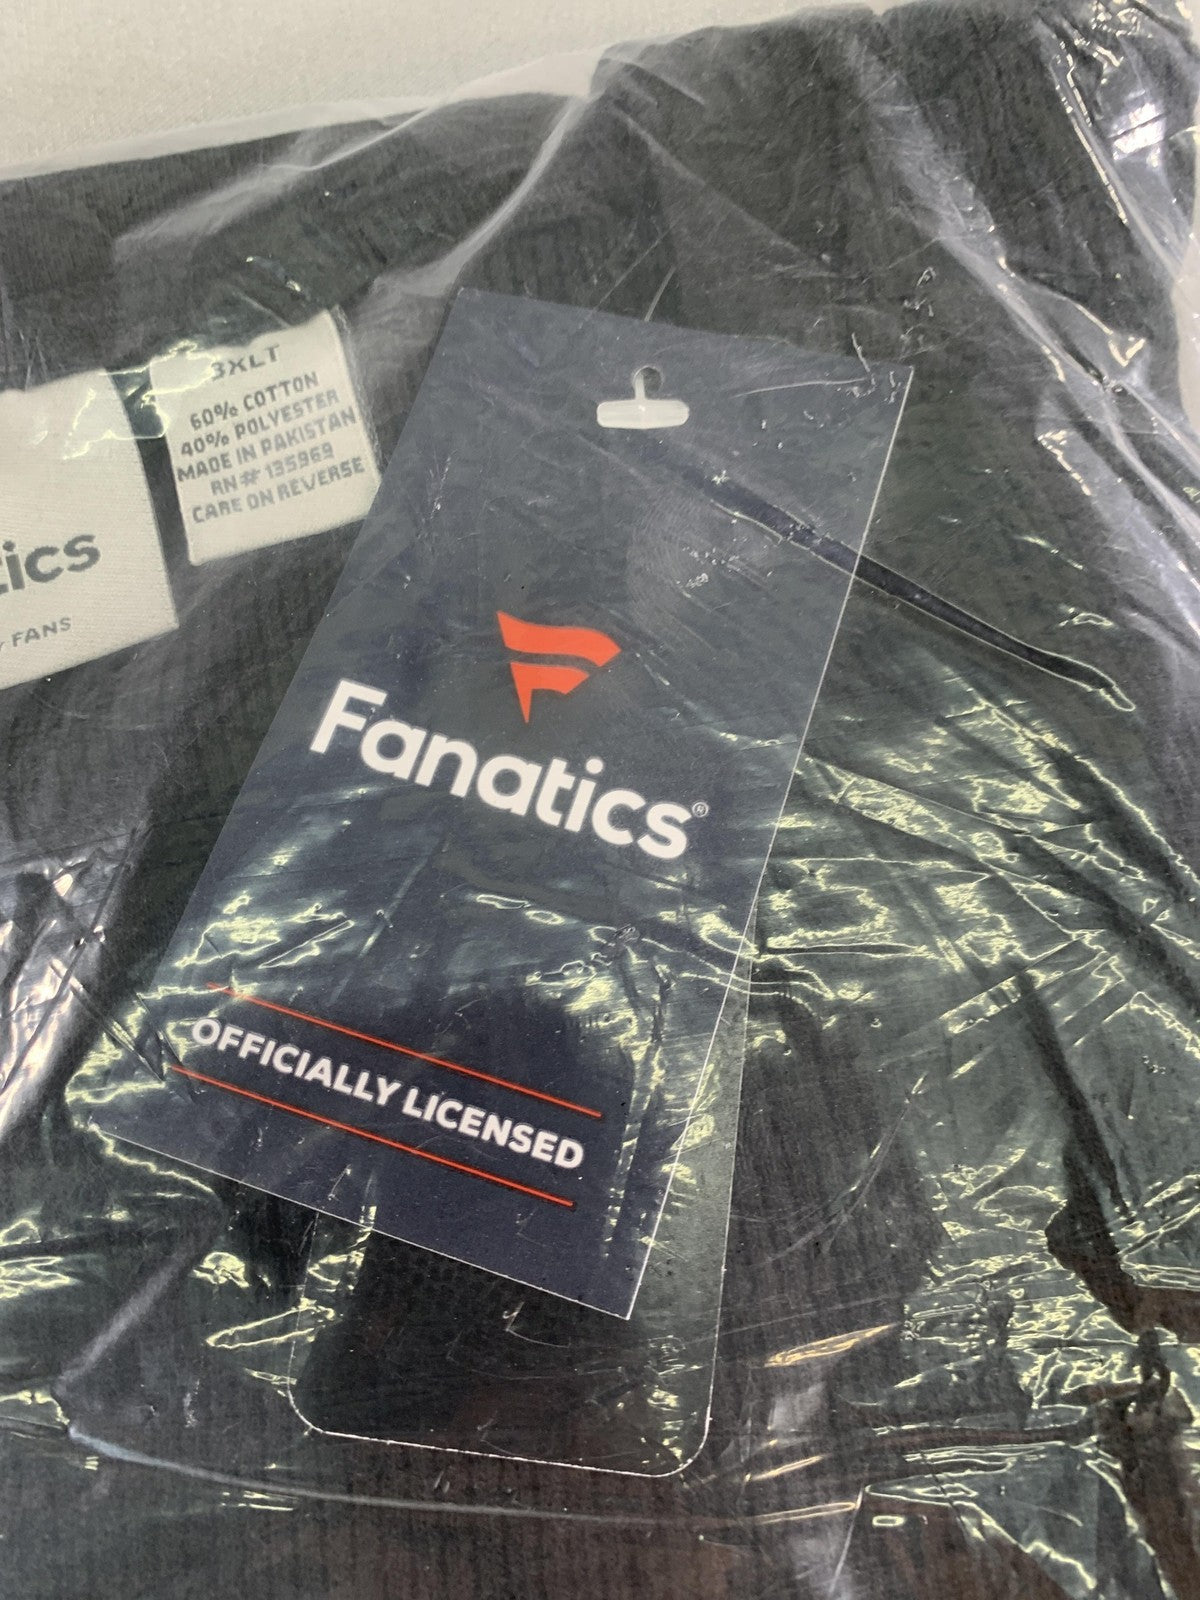 3XLT
60% COTTON
40% POLYESTER
MADE IN PAKISTAN
RN# 135969
CARE ON REVERSE
tics
FANS
Fanatics®
OFFICIALLY LICENSED